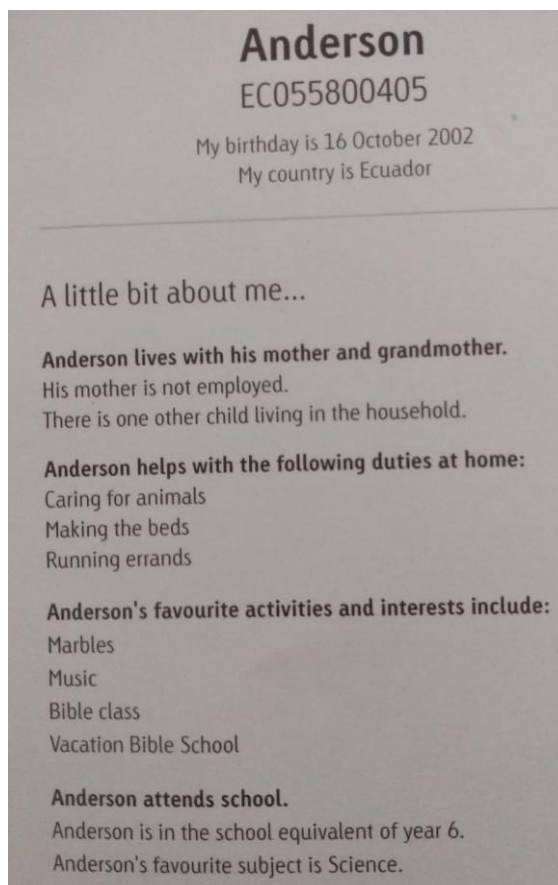 Anderson
EC055800405
My birthday is 16 October 2002
My country is Ecuador
A little bit about me...
Anderson lives with his mother and grandmother.
His mother is not employed.
There is one other child living in the household.
Anderson helps with the following duties at home:
Caring for animals
Making the beds
Running errands
Anderson's favourite activities and interests include:
Marbles
Music
Bible class
Vacation Bible School
Anderson attends school.
Anderson is in the school equivalent of year 6.
Anderson's favourite subject is Science.